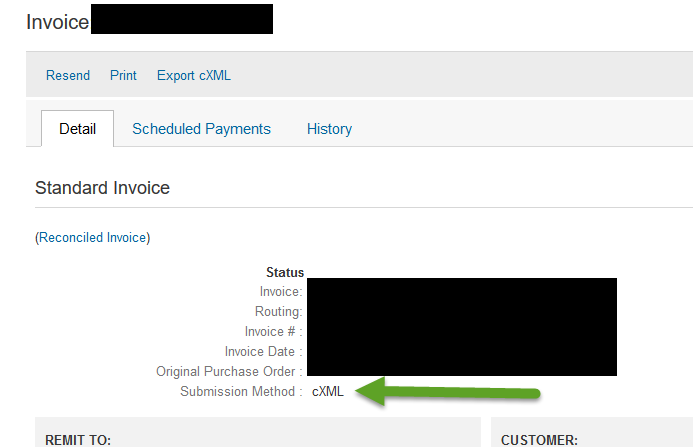 Invoice
Resend Print Export cXML
Detail Scheduled Payments History
Standard Invoice
(Reconciled Invoice)
Status
Invoice:
Routing:
Invoice # :
Invoice Date :
Original Purchase Order :
Submission Method : cXML
REMIT TO: CUSTOMER: